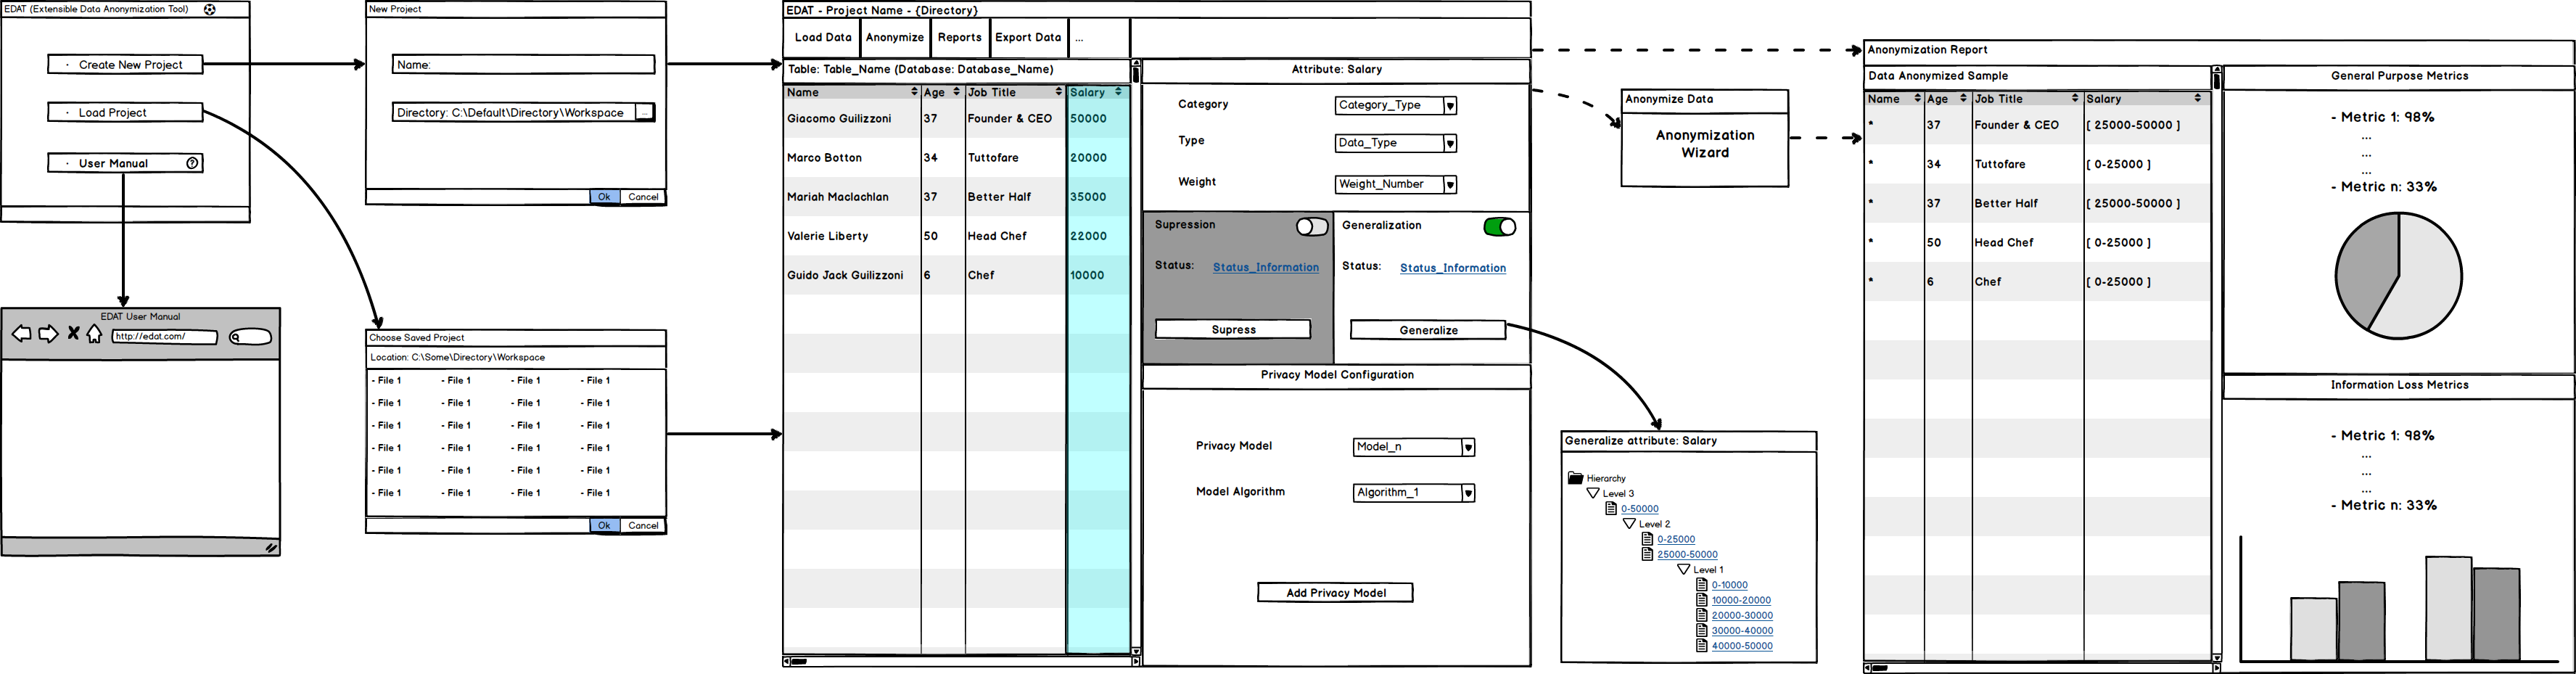 EDAT (Extensible Data Anonymization Tool)
· Create New Project
· Load Project
· User Manual ?
EDAT User Manual
http://edat.com/
New Project
Name:
Directory: C:\Default\Directory\Workspace ...
Ok Cancel
Choose Saved Project
Location: C:\Some\Directory\Workspace
- File 1 - File 1 - File 1 - File 1
- File 1 - File 1 - File 1 - File 1
- File 1 - File 1 - File 1 - File 1
- File 1 - File 1 - File 1 - File 1
- File 1 - File 1 - File 1 - File 1
- File 1 - File 1 - File 1 - File 1
Ok Cancel
EDAT - Project Name - {Directory}
Load Data Anonymize Reports Export Data ...
Table: Table_Name (Database: Database_Name)
Name Age Job Title Salary
Giacomo Guilizzoni 37 Founder & CEO 50000
Marco Botton 34 Tuttofare 20000
Mariah Maclachlan 37 Better Half 35000
Valerie Liberty 50 Head Chef 22000
Guido Jack Guilizzoni 6 Chef 10000
Attribute: Salary
Category Category_Type
Type Data_Type
Weight Weight_Number
Supression
Status: Status_Information
Supress
Generalization
Status: Status_Information
Generalize
Privacy Model Configuration
Privacy Model Model_n
Model Algorithm Algorithm_1
Add Privacy Model
Anonymize Data
Anonymization
Wizard
Generalize attribute: Salary
Hierarchy
Level 3
0-50000
Level 2
0-25000
25000-50000
Level 1
0-10000
10000-20000
20000-30000
30000-40000
40000-50000
Anonymization Report
Data Anonymized Sample
Name Age Job Title Salary
* 37 Founder & CEO [ 25000-50000 ]
* 34 Tuttofare [ 0-25000 ]
* 37 Better Half [ 25000-50000 ]
* 50 Head Chef [ 0-25000 ]
* 6 Chef [ 0-25000 ]
General Purpose Metrics
- Metric 1: 98%
...
...
...
- Metric n: 33%
Information Loss Metrics
- Metric 1: 98%
...
...
...
- Metric n: 33%